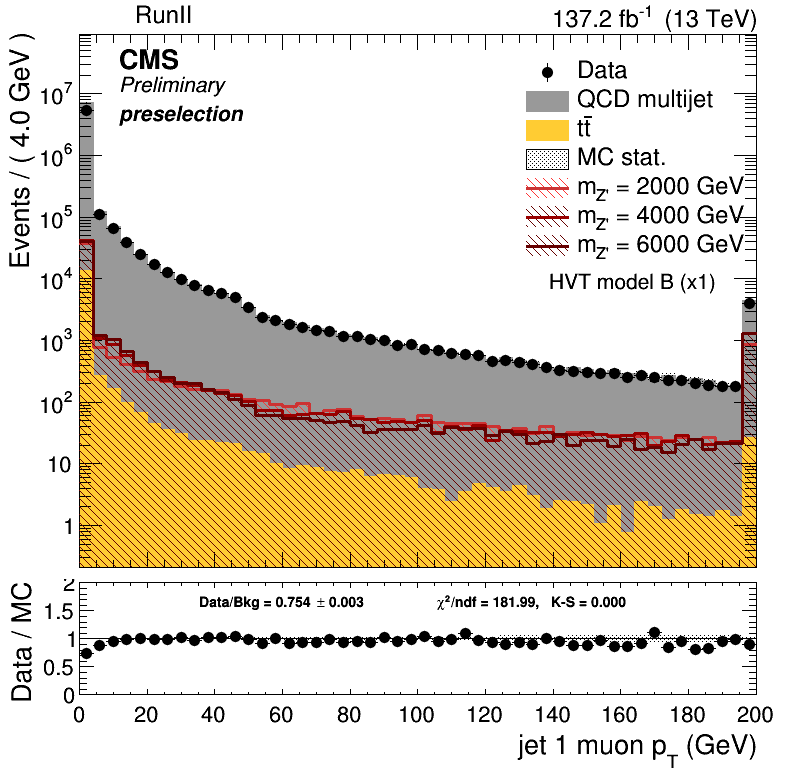 RunII
137.2 fb⁻¹ (13 TeV)
Events / ( 4.0 GeV )
CMS
Preliminary
preselection
Data
QCD multijet
tt̄
MC stat.
m_Z' = 2000 GeV
m_Z' = 4000 GeV
m_Z' = 6000 GeV
HVT model B (x1)
10⁷
10⁶
10⁵
10⁴
10³
10²
10
1
Data / MC
2
1.5
1
0.5
0
Data/Bkg = 0.754 ± 0.003
χ²/ndf = 181.99, K-S = 0.000
0 20 40 60 80 100 120 140 160 180 200
jet 1 muon p_T (GeV)